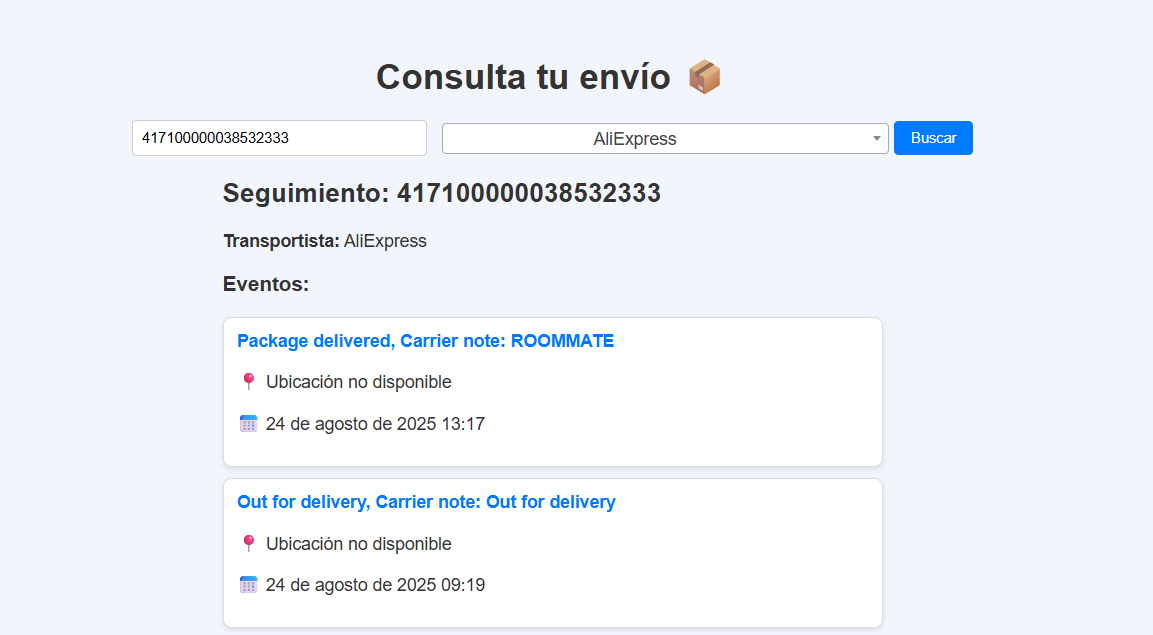 Consulta tu envío 📦
417100000038532333
AliExpress
Buscar
Seguimiento: 417100000038532333
Transportista: AliExpress
Eventos:
Package delivered, Carrier note: ROOMMATE
📍 Ubicación no disponible
📅 24 de agosto de 2025 13:17
Out for delivery, Carrier note: Out for delivery
📍 Ubicación no disponible
📅 24 de agosto de 2025 09:19